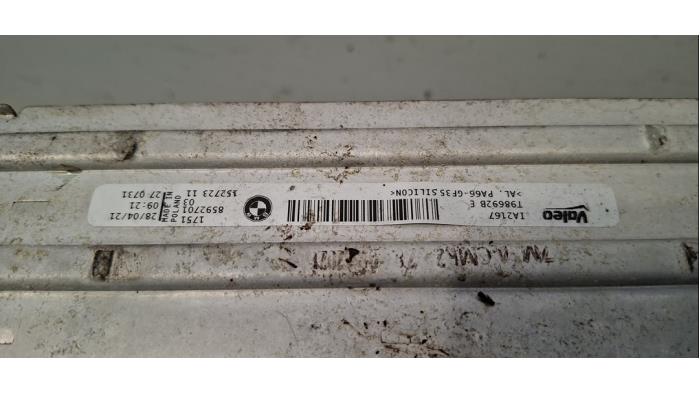 Valeo
IA2167
T98692B E
>AL. PA66-GF35 SILICON<
1751
8592701 03
352723 11
MADE IN
POLAND
28/04/21
09:21
27 0731